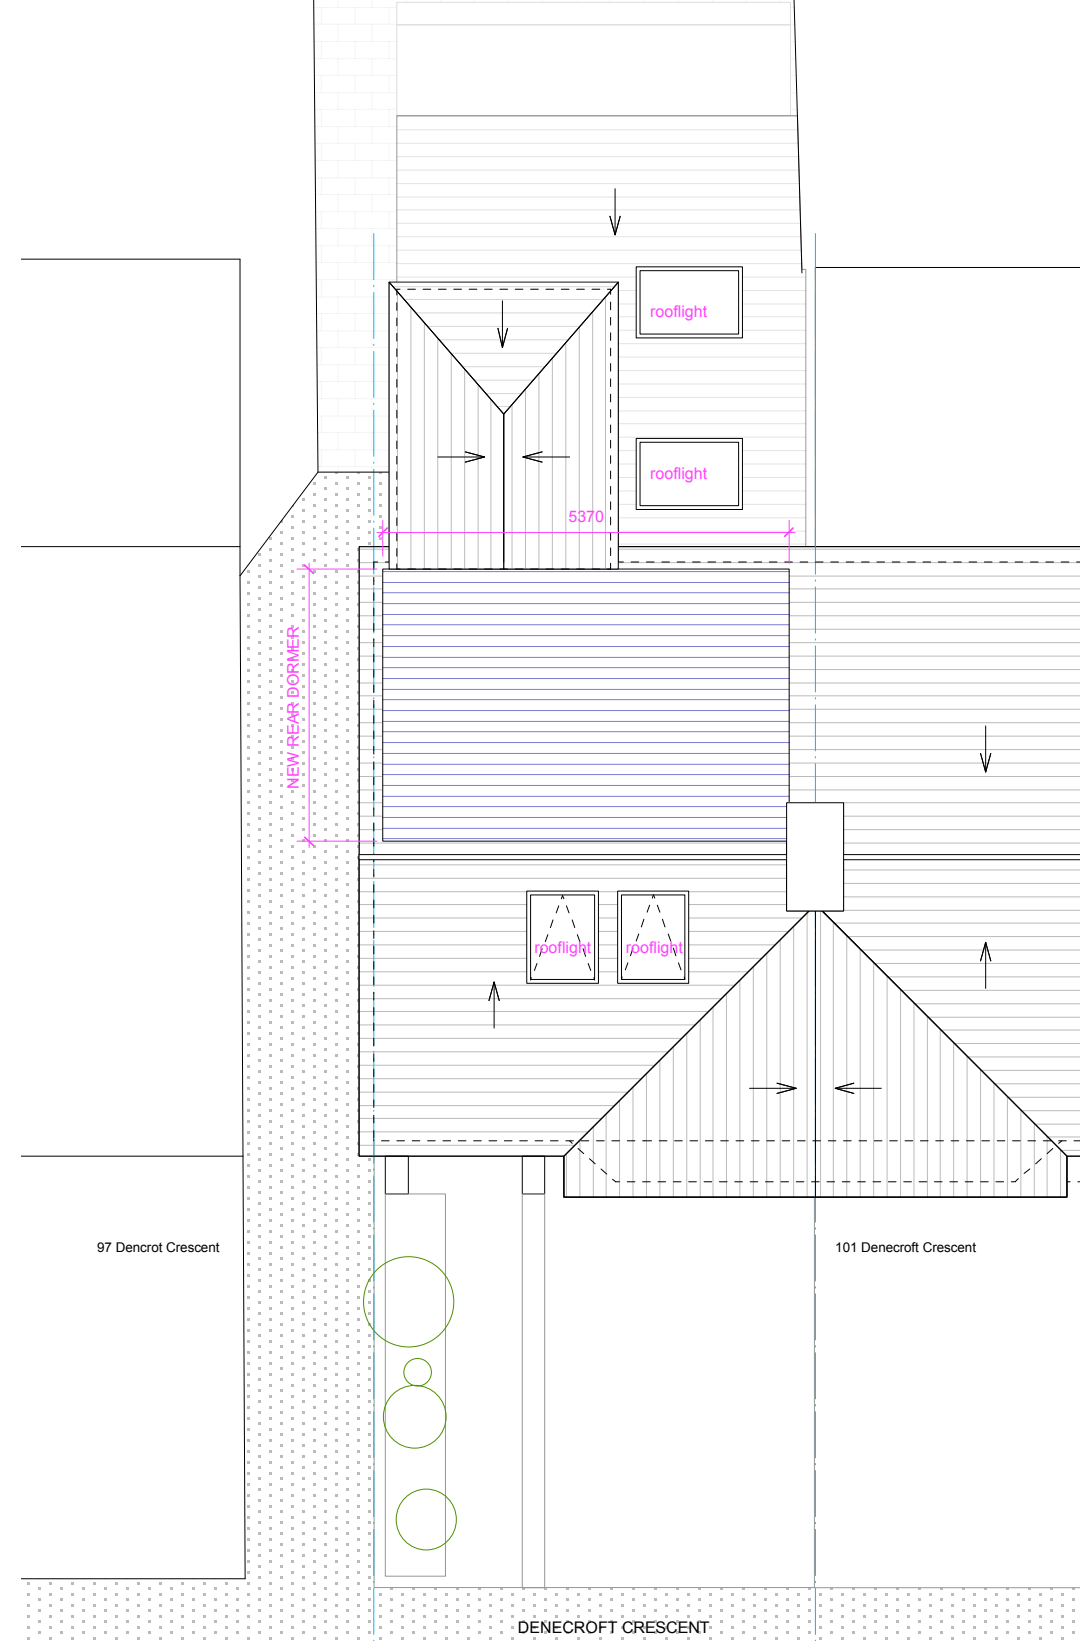 rooflight
rooflight
5370
NEW REAR DORMER
rooflight
rooflight
97 Dencrot Crescent
101 Denecroft Crescent
DENECROFT CRESCENT